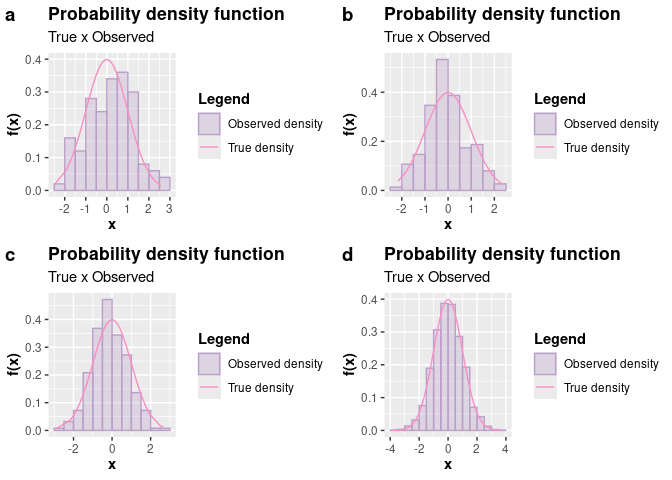 a
Probability density function
True x Observed
0.4
0.3
0.2
0.1
0.0
f(x)
-2 -1 0 1 2 3
x
Legend
Observed density
True density
b
Probability density function
True x Observed
0.4
0.2
0.0
f(x)
-2 -1 0 1 2
x
Legend
Observed density
True density
c
Probability density function
True x Observed
0.4
0.3
0.2
0.1
0.0
f(x)
-2 0 2
x
Legend
Observed density
True density
d
Probability density function
True x Observed
0.4
0.3
0.2
0.1
0.0
f(x)
-4 -2 0 2 4
x
Legend
Observed density
True density